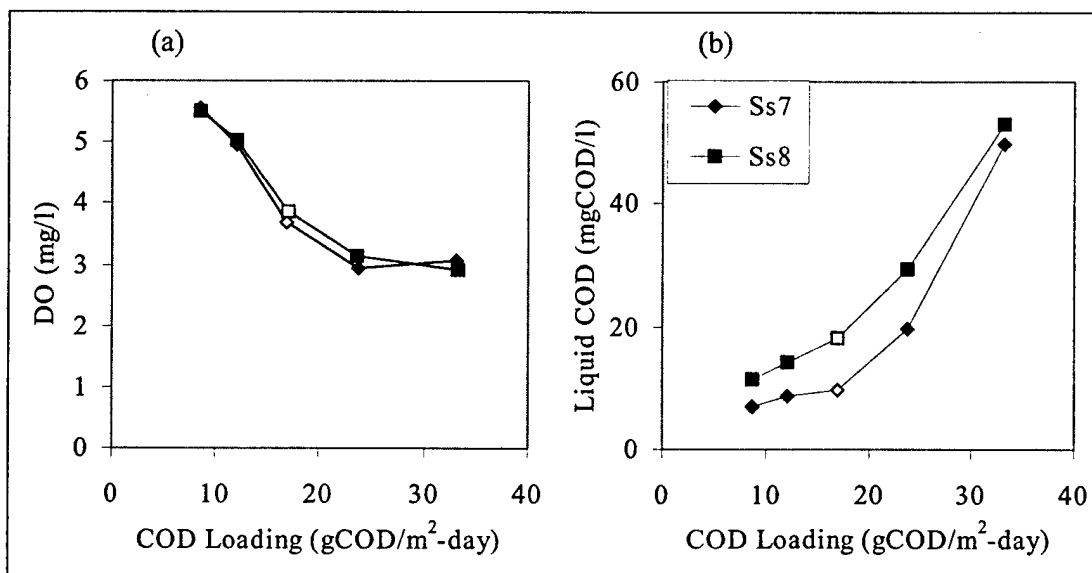 (a)
6
5
4
3
2
1
0
DO (mg/l)
0 10 20 30 40
COD Loading (gCOD/m²-day)
(b)
60
40
20
0
Liquid COD (mgCOD/l)
Ss7
Ss8
0 10 20 30 40
COD Loading (gCOD/m²-day)